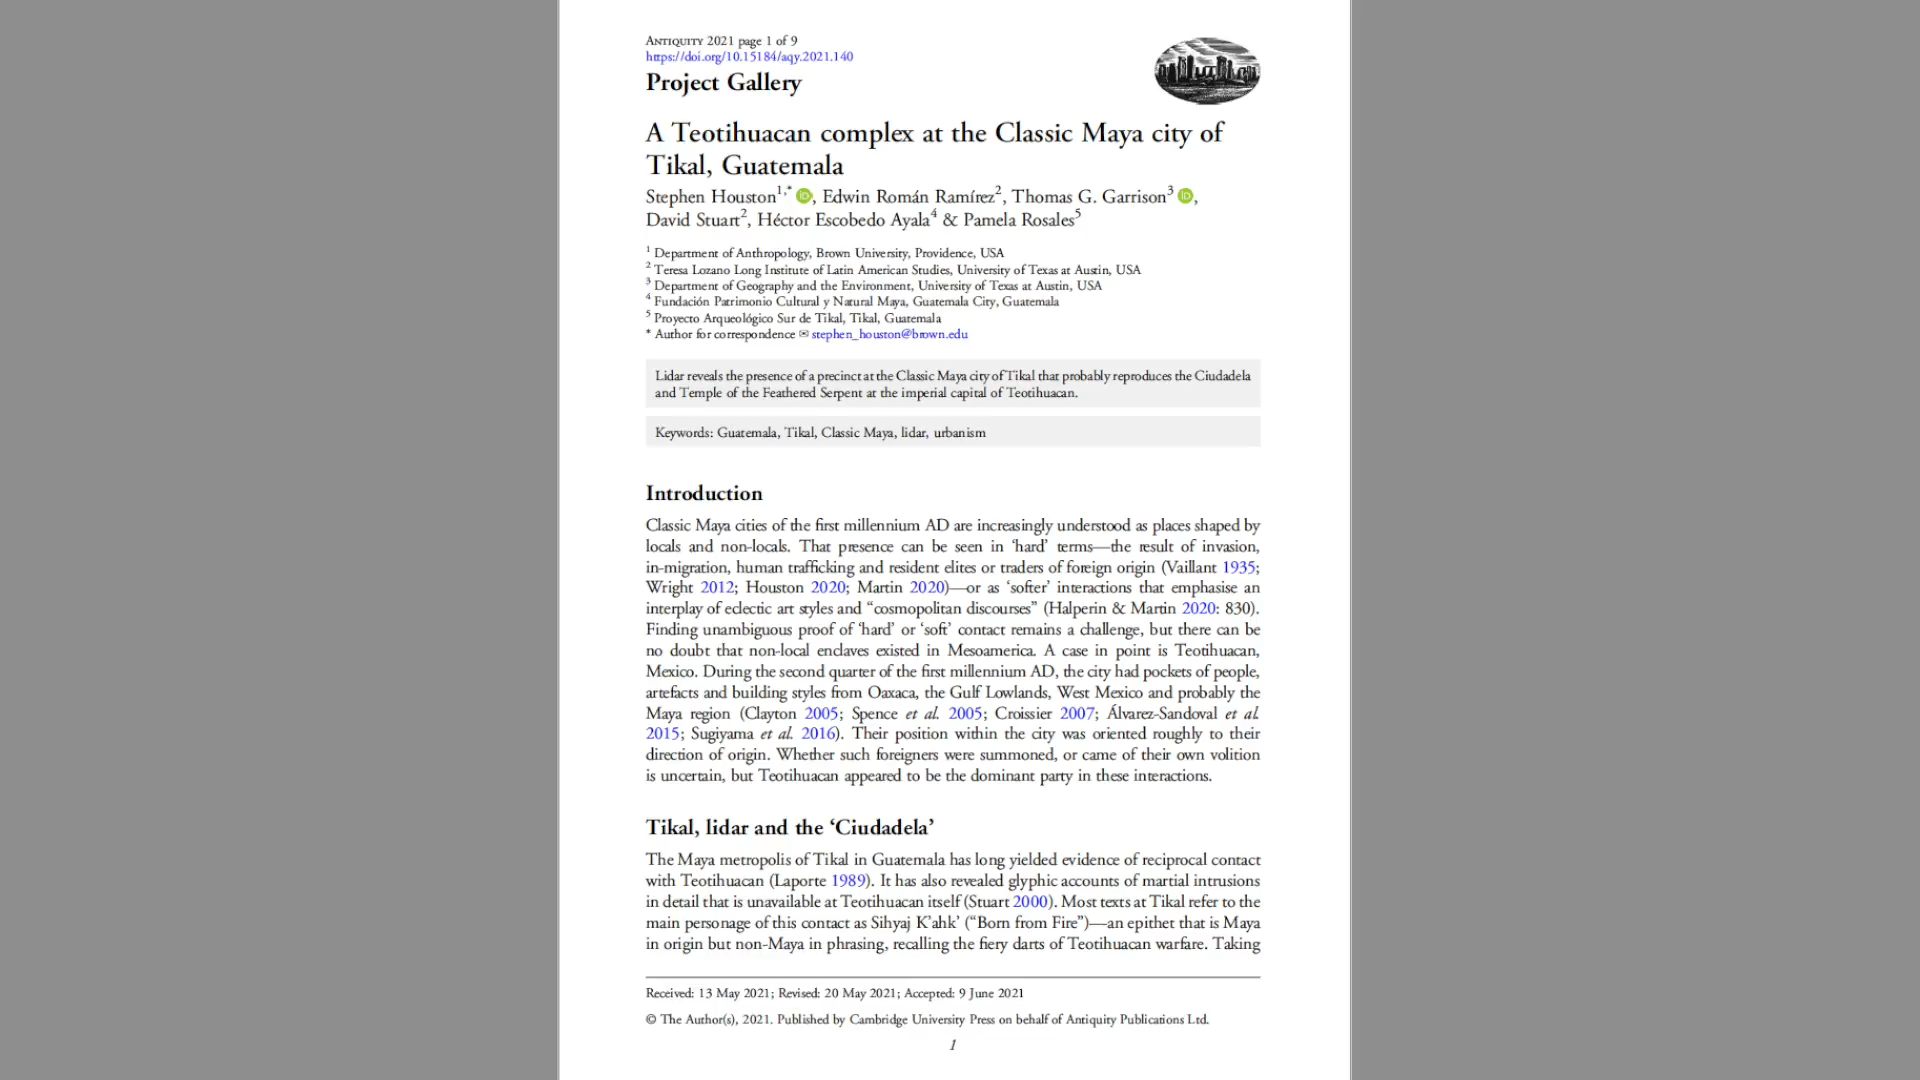 ANTIQUITY 2021 page 1 of 9
https://doi.org/10.15184/aqy.2021.140
Project Gallery
A Teotihuacan complex at the Classic Maya city of
Tikal, Guatemala
Stephen Houston1,* iD, Edwin Román Ramírez2, Thomas G. Garrison3 iD,
David Stuart2, Héctor Escobedo Ayala4 & Pamela Rosales5
1 Department of Anthropology, Brown University, Providence, USA
2 Teresa Lozano Long Institute of Latin American Studies, University of Texas at Austin, USA
3 Department of Geography and the Environment, University of Texas at Austin, USA
4 Fundación Patrimonio Cultural y Natural Maya, Guatemala City, Guatemala
5 Proyecto Arqueológico Sur de Tikal, Tikal, Guatemala
* Author for correspondence ✉ stephen_houston@brown.edu
Lidar reveals the presence of a precinct at the Classic Maya city of Tikal that probably reproduces the Ciudadela
and Temple of the Feathered Serpent at the imperial capital of Teotihuacan.
Keywords: Guatemala, Tikal, Classic Maya, lidar, urbanism
Introduction
Classic Maya cities of the first millennium AD are increasingly understood as places shaped by
locals and non-locals. That presence can be seen in ‘hard’ terms—the result of invasion,
in-migration, human trafficking and resident elites or traders of foreign origin (Vaillant 1935;
Wright 2012; Houston 2020; Martin 2020)—or as ‘softer’ interactions that emphasise an
interplay of eclectic art styles and “cosmopolitan discourses” (Halperin & Martin 2020: 830).
Finding unambiguous proof of ‘hard’ or ‘soft’ contact remains a challenge, but there can be
no doubt that non-local enclaves existed in Mesoamerica. A case in point is Teotihuacan,
Mexico. During the second quarter of the first millennium AD, the city had pockets of people,
artefacts and building styles from Oaxaca, the Gulf Lowlands, West Mexico and probably the
Maya region (Clayton 2005; Spence et al. 2005; Croissier 2007; Álvarez-Sandoval et al.
2015; Sugiyama et al. 2016). Their position within the city was oriented roughly to their
direction of origin. Whether such foreigners were summoned, or came of their own volition
is uncertain, but Teotihuacan appeared to be the dominant party in these interactions.
Tikal, lidar and the ‘Ciudadela’
The Maya metropolis of Tikal in Guatemala has long yielded evidence of reciprocal contact
with Teotihuacan (Laporte 1989). It has also revealed glyphic accounts of martial intrusions
in detail that is unavailable at Teotihuacan itself (Stuart 2000). Most texts at Tikal refer to the
main personage of this contact as Sihyaj K’ahk’ (“Born from Fire”)—an epithet that is Maya
in origin but non-Maya in phrasing, recalling the fiery darts of Teotihuacan warfare. Taking
Received: 13 May 2021; Revised: 20 May 2021; Accepted: 9 June 2021
© The Author(s), 2021. Published by Cambridge University Press on behalf of Antiquity Publications Ltd.
1